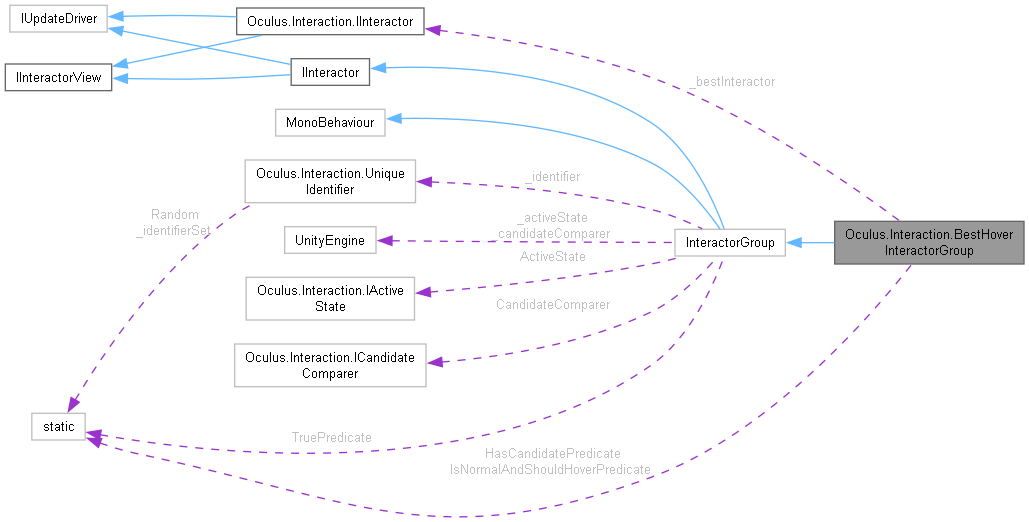 IUpdateDriver
Oculus.Interaction.IInteractor
IInteractorView
IInteractor
_bestInteractor
MonoBehaviour
Oculus.Interaction.Unique
Identifier
_identifier
Random
_identifierSet
_activeState
_candidateComparer
UnityEngine
InteractorGroup
Oculus.Interaction.BestHover
InteractorGroup
ActiveState
Oculus.Interaction.IActive
State
CandidateComparer
Oculus.Interaction.ICandidate
Comparer
static
TruePredicate
HasCandidatePredicate
IsNormalAndShouldHoverPredicate